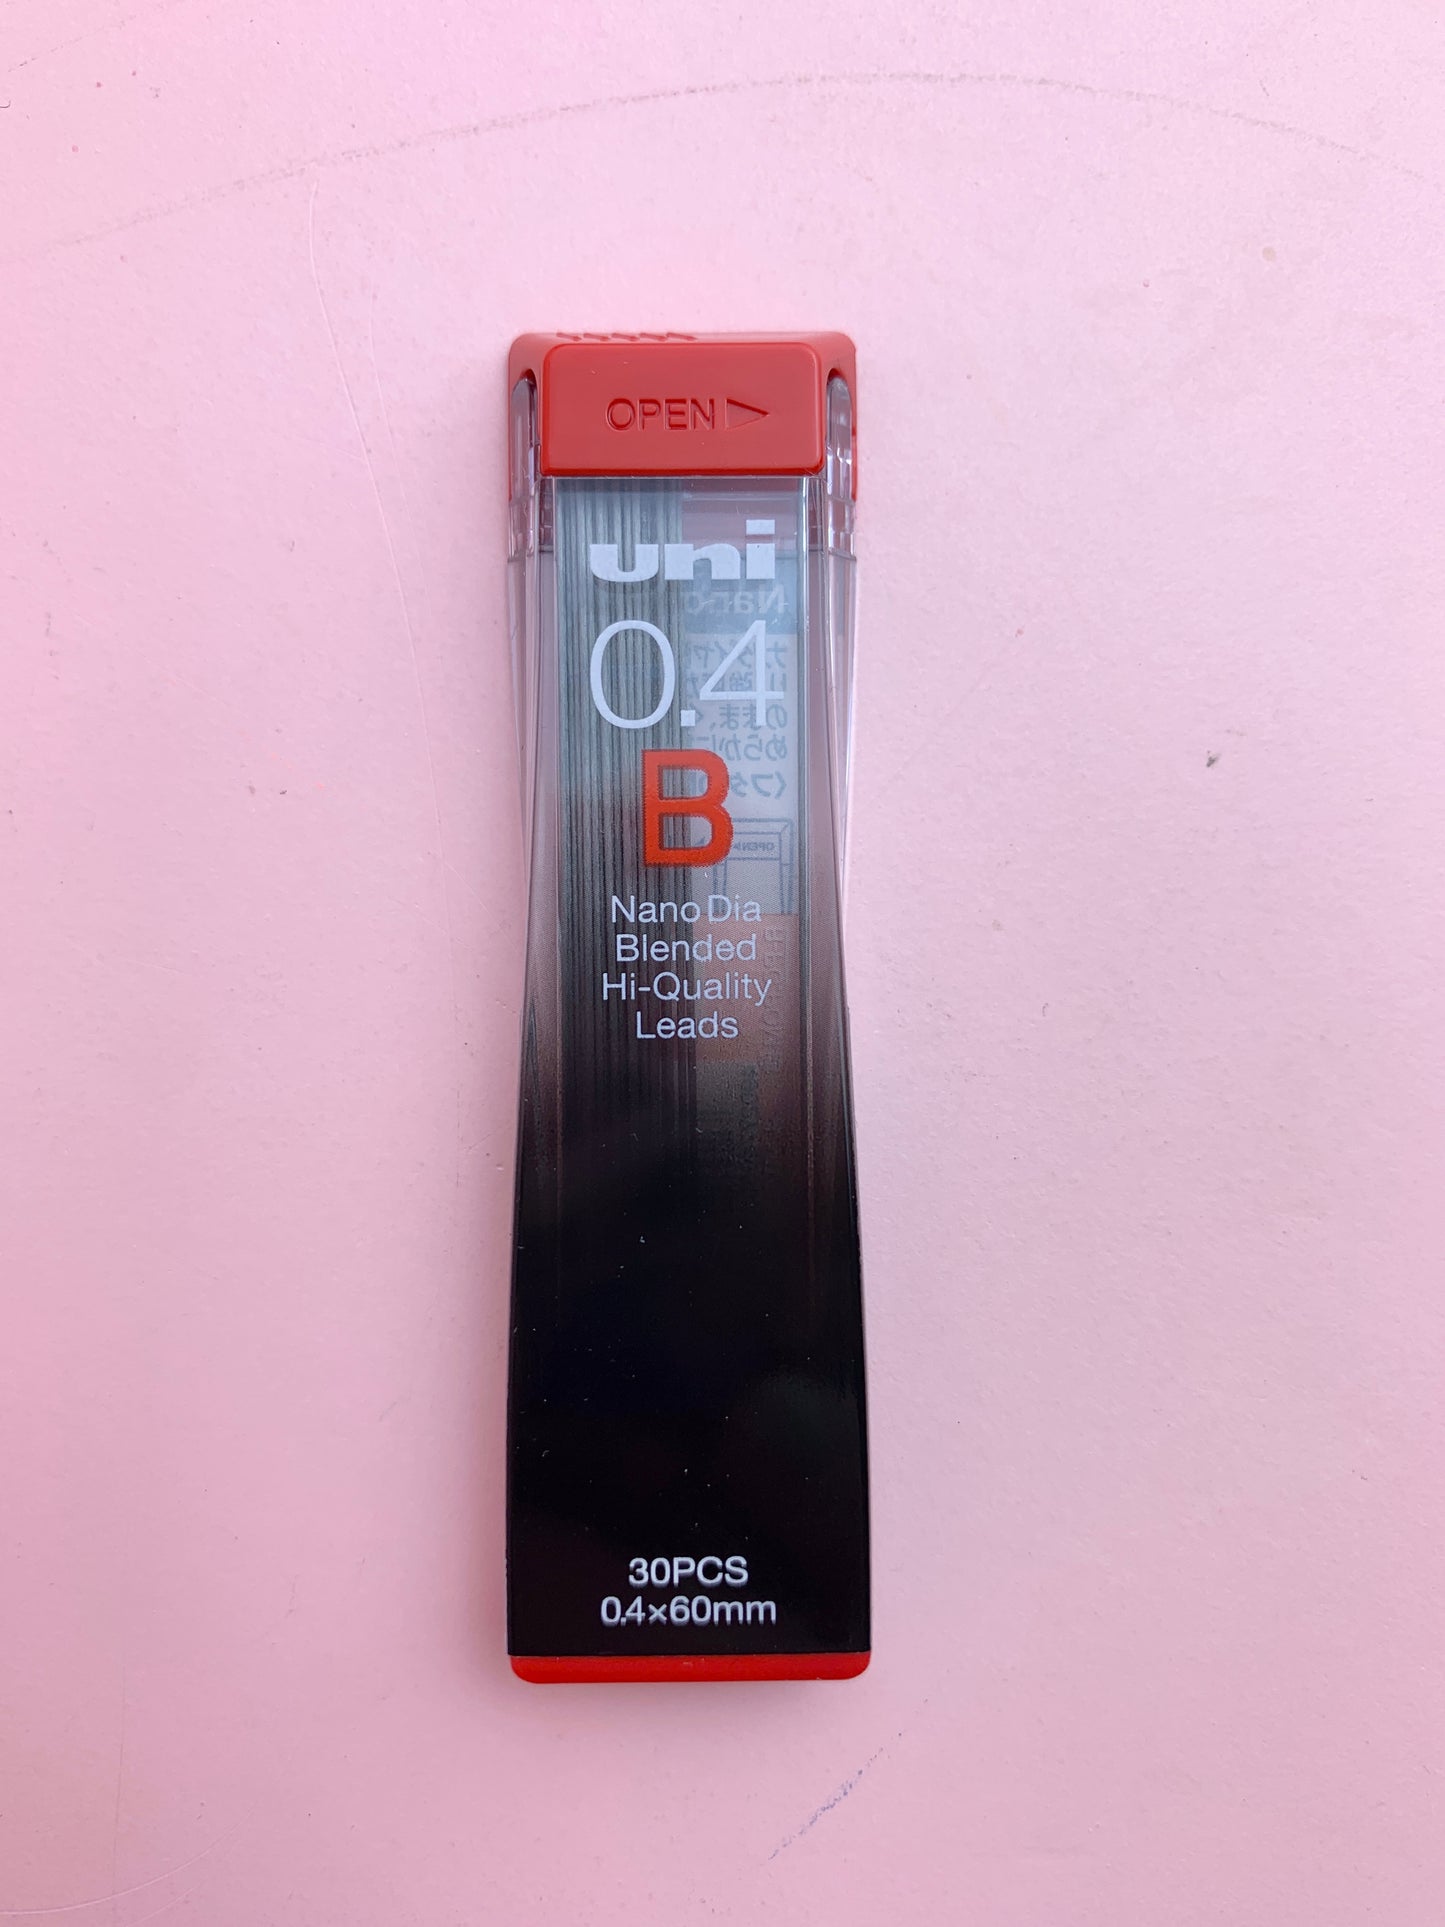 OPEN
uni
0.4
B
Nano Dia
Blended
Hi-Quality
Leads
30PCS
0.4×60mm